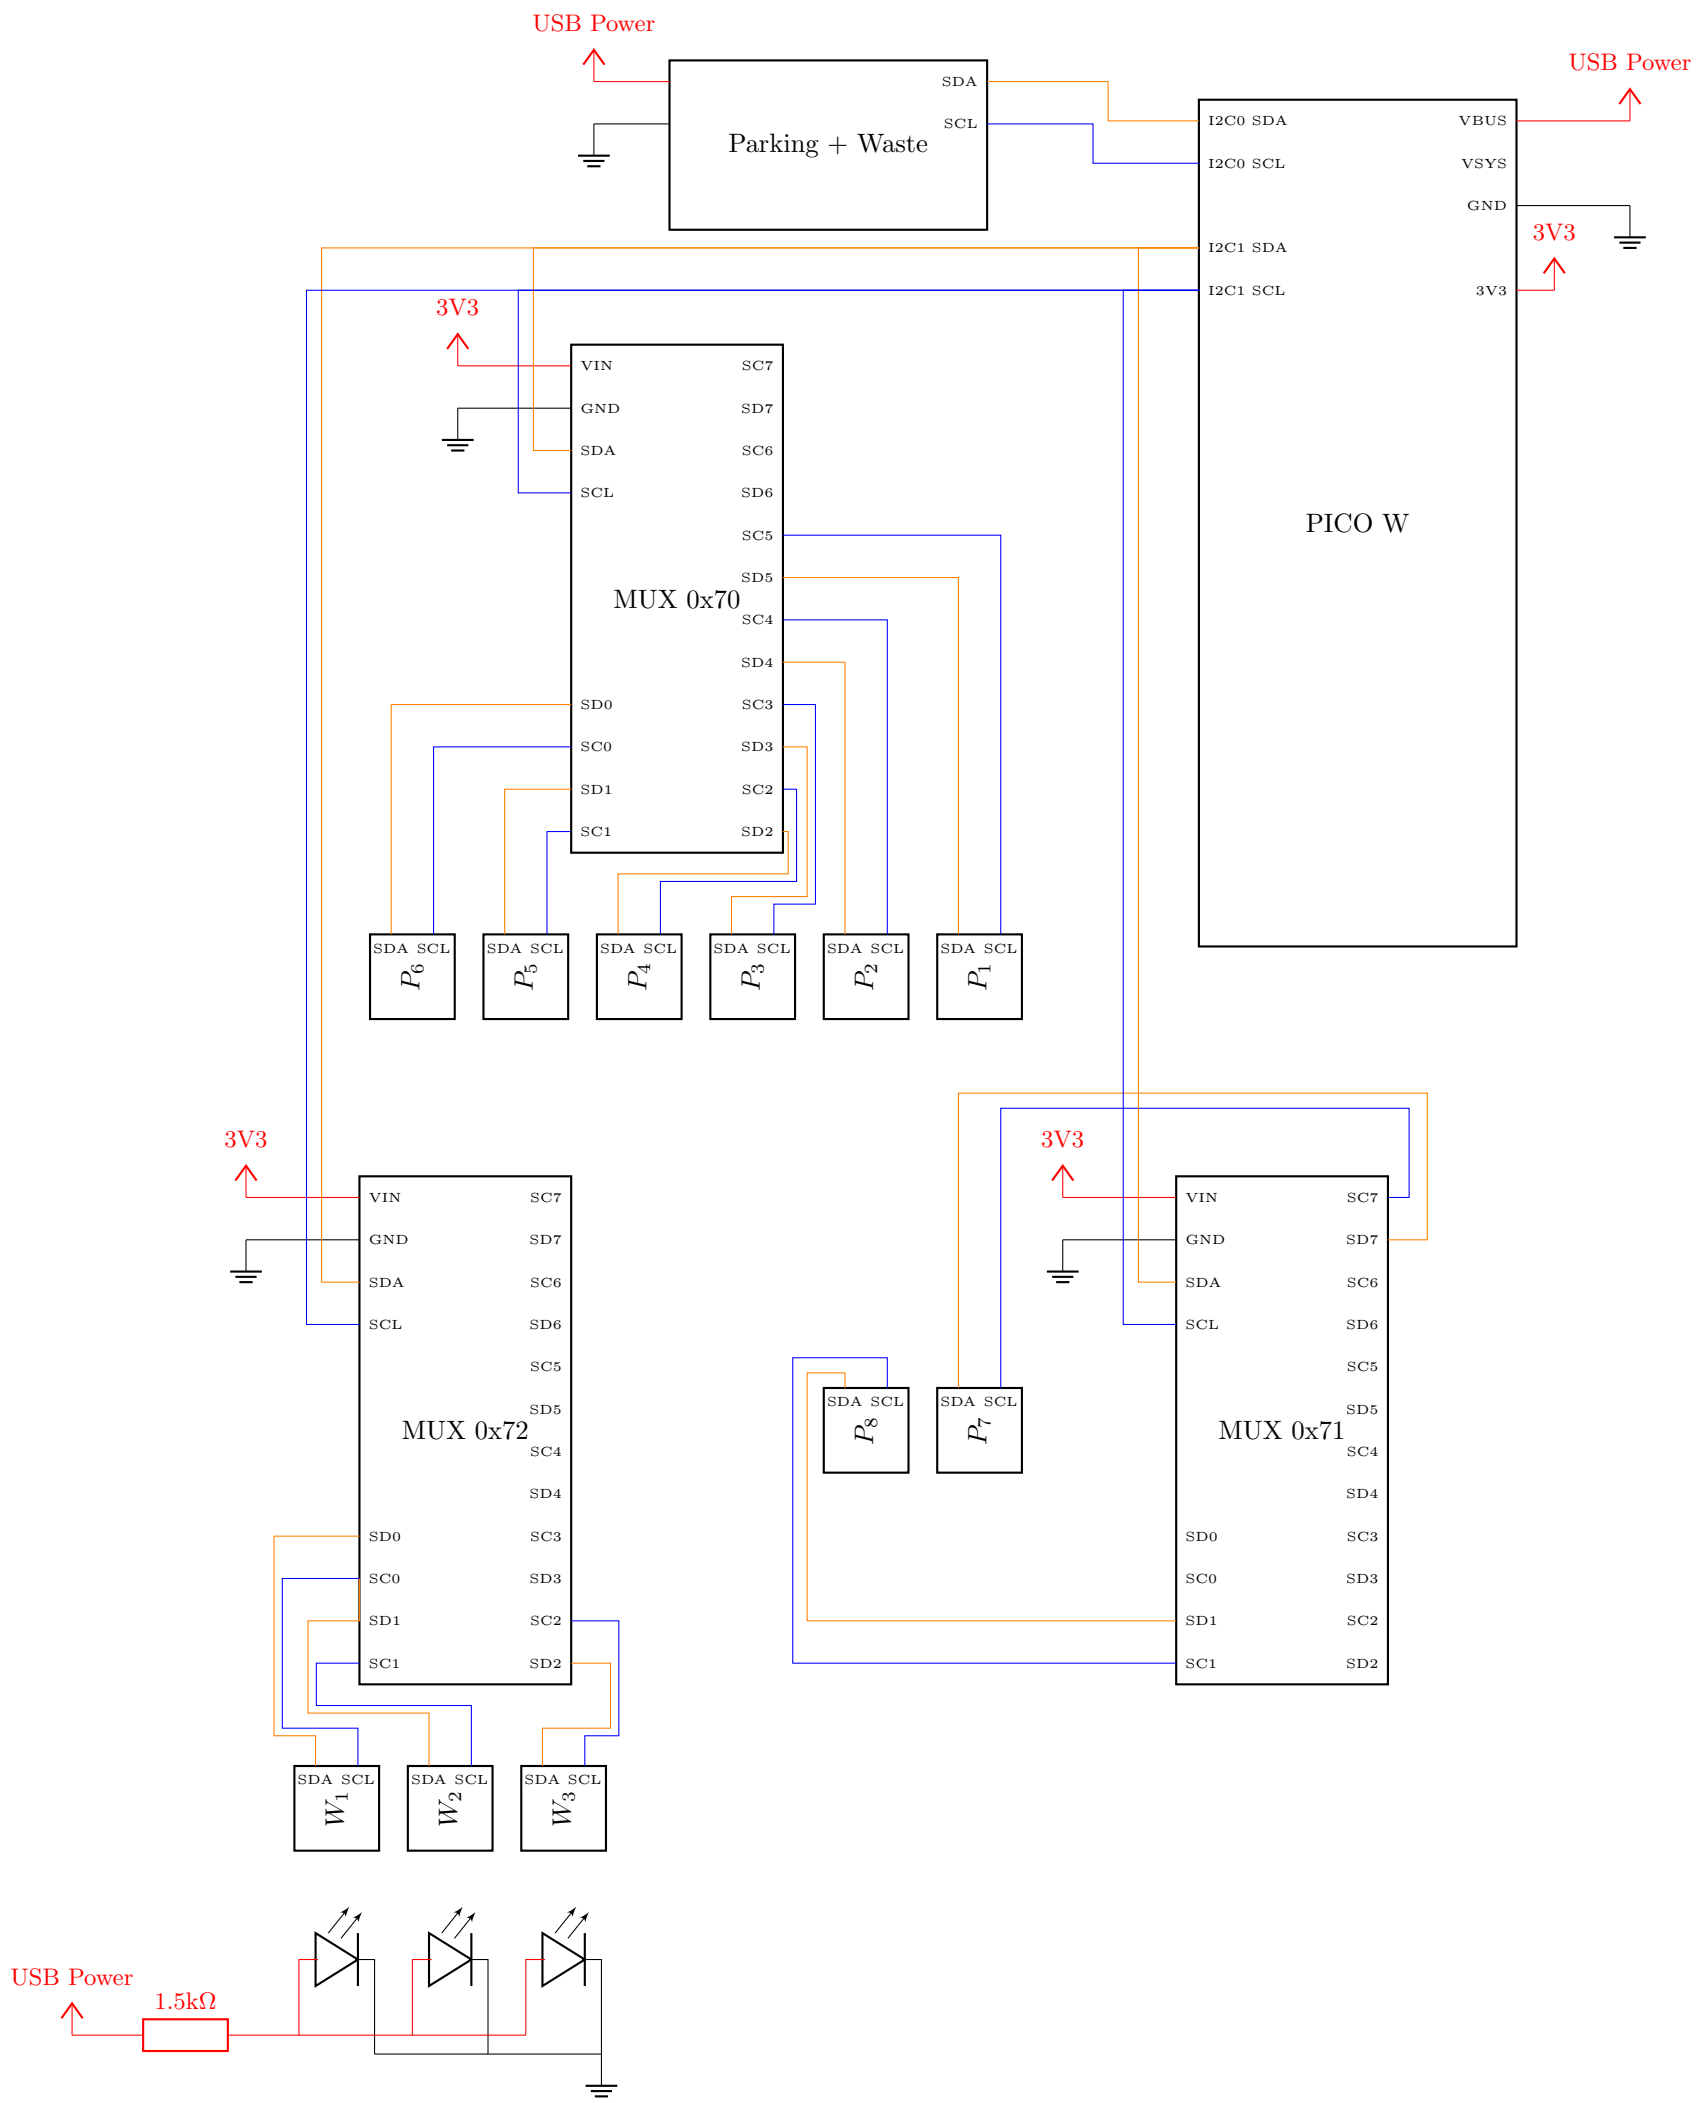 USB Power
USB Power
SDA
SCL
Parking + Waste
I2C0 SDA
I2C0 SCL
I2C1 SDA
I2C1 SCL
VBUS
VSYS
GND
3V3
3V3
PICO W
3V3
VIN
GND
SDA
SCL
SD0
SC0
SD1
SC1
MUX 0x70
SC7
SD7
SC6
SD6
SC5
SD5
SC4
SD4
SC3
SD3
SC2
SD2
SDA SCL
P6
SDA SCL
P5
SDA SCL
P4
SDA SCL
P3
SDA SCL
P2
SDA SCL
P1
3V3
VIN
GND
SDA
SCL
SD0
SC0
SD1
SC1
MUX 0x72
SC7
SD7
SC6
SD6
SC5
SD5
SC4
SD4
SC3
SD3
SC2
SD2
SDA SCL
P8
SDA SCL
P7
3V3
VIN
GND
SDA
SCL
SD0
SC0
SD1
SC1
MUX 0x71
SC7
SD7
SC6
SD6
SC5
SD5
SC4
SD4
SC3
SD3
SC2
SD2
SDA SCL
W1
SDA SCL
W2
SDA SCL
W3
USB Power
1.5kΩ